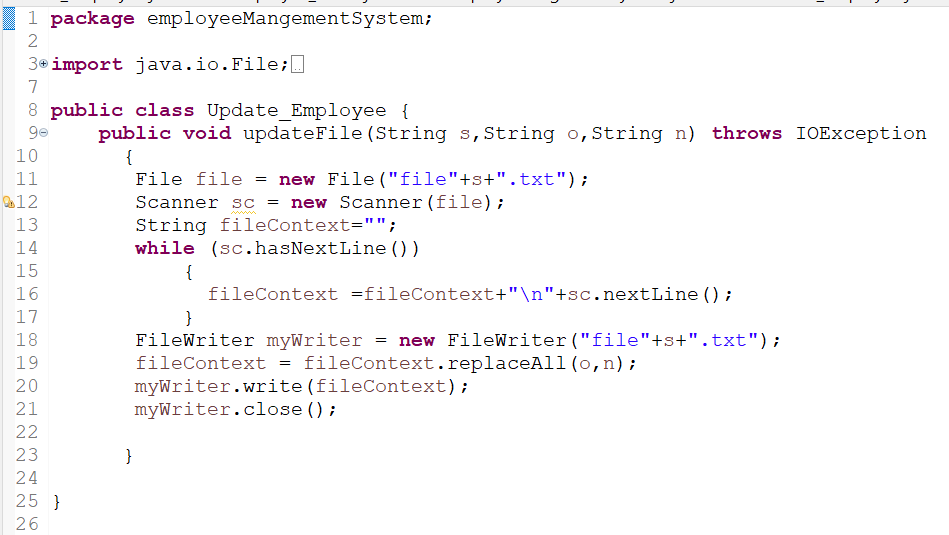 1 package employeeMangementSystem;
2
3 import java.io.File;
7
8 public class Update_Employee {
9 public void updateFile(String s,String o,String n) throws IOException
10 {
11 File file = new File("file"+s+".txt");
12 Scanner sc = new Scanner(file);
13 String fileContext="";
14 while (sc.hasNextLine())
15 {
16 fileContext =fileContext+"\n"+sc.nextLine();
17 }
18 FileWriter myWriter = new FileWriter("file"+s+".txt");
19 fileContext = fileContext.replaceAll(o,n);
20 myWriter.write(fileContext);
21 myWriter.close();
22
23 }
24
25 }
26